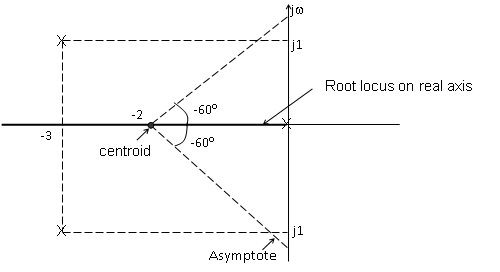 jω
j1
Root locus on real axis
-60°
-2
-3
-60°
centroid
j1
Asymptote